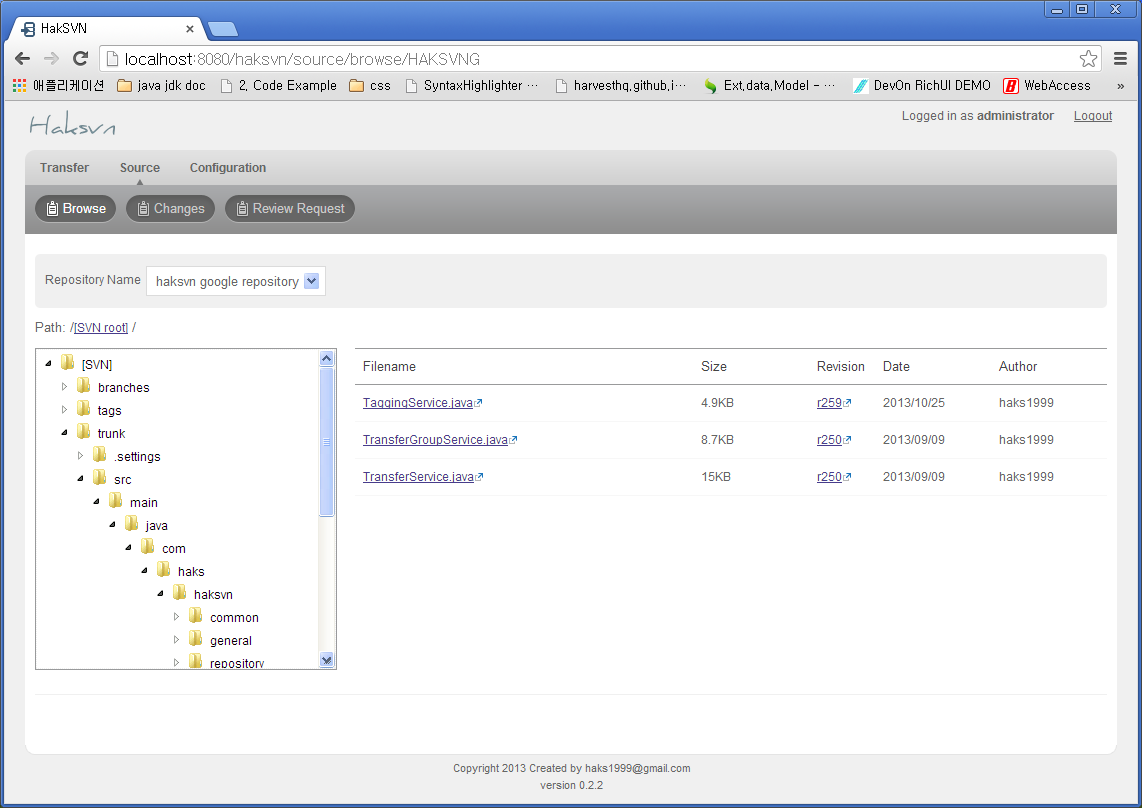 HakSVN
localhost:8080/haksvn/source/browse/HAKSVNG
애플리케이션 java jdk doc 2. Code Example css SyntaxHighlighter ... harvesthq.github.i... Ext.data.Model - ... DevOn RichUI DEMO WebAccess »
Haksvn
Logged in as administrator Logout
Transfer Source Configuration
Browse Changes Review Request
Repository Name haksvn google repository
Path: /[SVN root] /
[SVN]
branches
tags
trunk
.settings
src
main
java
com
haks
haksvn
common
general
repository
Filename Size Revision Date Author
TaggingService.java 4.9KB r259 2013/10/25 haks1999
TransferGroupService.java 8.7KB r250 2013/09/09 haks1999
TransferService.java 15KB r250 2013/09/09 haks1999
Copyright 2013 Created by haks1999@gmail.com
version 0.2.2